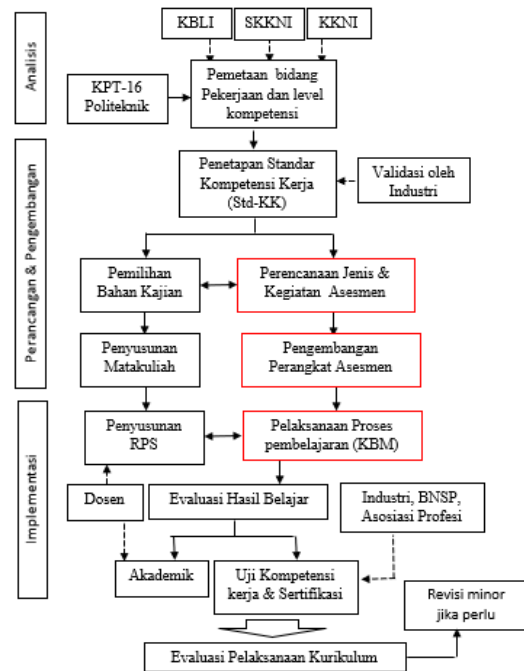 KBLI
SKKNI
KKNI
Analisis
KPT-16
Politeknik
Pemetaan bidang
Pekerjaan dan level
kompetensi
Perancangan & Pengembangan
Penetapan Standar
Kompetensi Kerja
(Std-KK)
Validasi oleh
Industri
Pemilihan
Bahan Kajian
Perencanaan Jenis &
Kegiatan Asesmen
Penyusunan
Matakuliah
Pengembangan
Perangkat Asesmen
Implementasi
Penyusunan
RPS
Pelaksanaan Proses
pembelajaran (KBM)
Dosen
Evaluasi Hasil Belajar
Industri, BNSP,
Asosiasi Profesi
Akademik
Uji Kompetensi
kerja & Sertifikasi
Revisi minor
jika perlu
Evaluasi Pelaksanaan Kurikulum